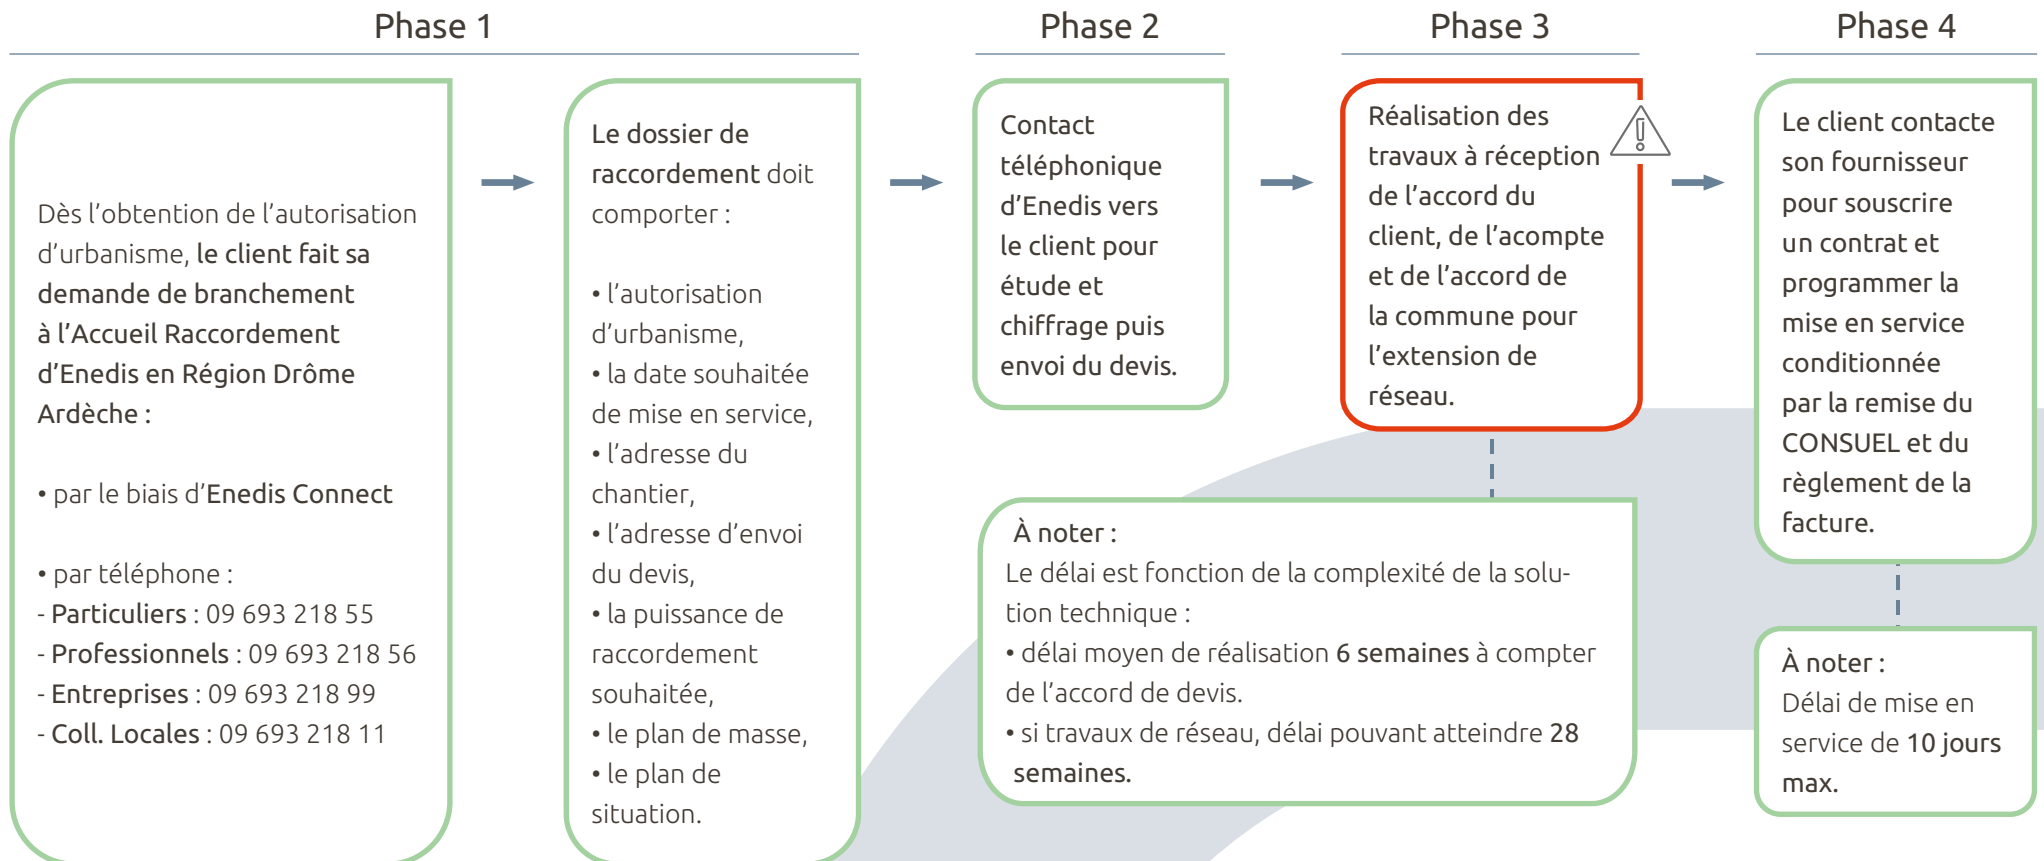 Phase 1
Dès l’obtention de l’autorisation
d’urbanisme, le client fait sa
demande de branchement
à l’Accueil Raccordement
d’Enedis en Région Drôme
Ardèche :
• par le biais d’Enedis Connect
• par téléphone :
- Particuliers : 09 693 218 55
- Professionnels : 09 693 218 56
- Entreprises : 09 693 218 99
- Coll. Locales : 09 693 218 11
Le dossier de
raccordement doit
comporter :
• l’autorisation
d’urbanisme,
• la date souhaitée
de mise en service,
• l’adresse du
chantier,
• l’adresse d’envoi
du devis,
• la puissance de
raccordement
souhaitée,
• le plan de masse,
• le plan de
situation.
Phase 2
Contact
téléphonique
d’Enedis vers
le client pour
étude et
chiffrage puis
envoi du devis.
Phase 3
Réalisation des
travaux à réception
de l’accord du
client, de l’acompte
et de l’accord de
la commune pour
l’extension de
réseau.
À noter :
Le délai est fonction de la complexité de la solu-
tion technique :
• délai moyen de réalisation 6 semaines à compter
de l’accord de devis.
• si travaux de réseau, délai pouvant atteindre 28
semaines.
Phase 4
Le client contacte
son fournisseur
pour souscrire
un contrat et
programmer la
mise en service
conditionnée
par la remise du
CONSUEL et du
règlement de la
facture.
À noter :
Délai de mise en
service de 10 jours
max.